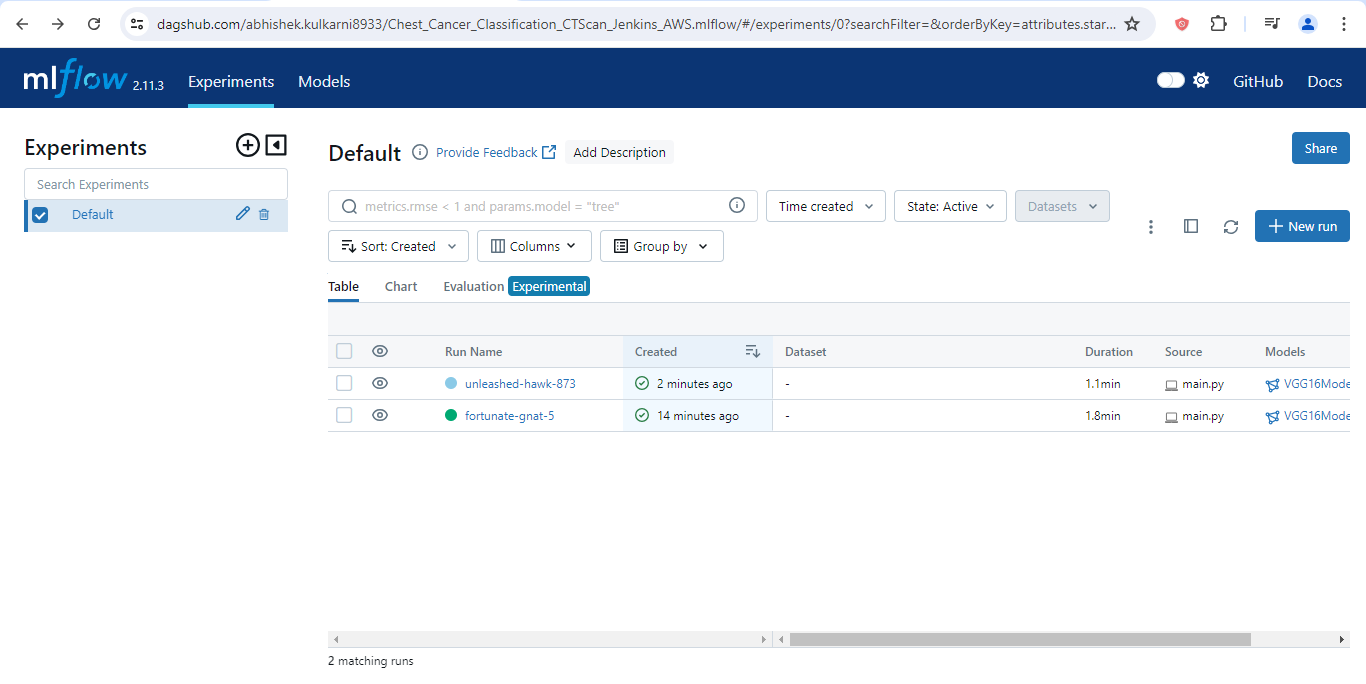 dagshub.com/abhishek.kulkarni8933/Chest_Cancer_Classification_CTScan_Jenkins_AWS.mlflow/#/experiments/0?searchFilter=&orderByKey=attributes.star...
mlflow 2.11.3 Experiments Models GitHub Docs
Experiments
Search Experiments
Default
Default Provide Feedback Add Description Share
metrics.rmse < 1 and params.model = "tree" Time created State: Active Datasets
New run
Sort: Created Columns Group by
Table Chart Evaluation Experimental
Run Name Created Dataset Duration Source Models
unleashed-hawk-873 2 minutes ago - 1.1min main.py VGG16Mode
fortunate-gnat-5 14 minutes ago - 1.8min main.py VGG16Mode
2 matching runs